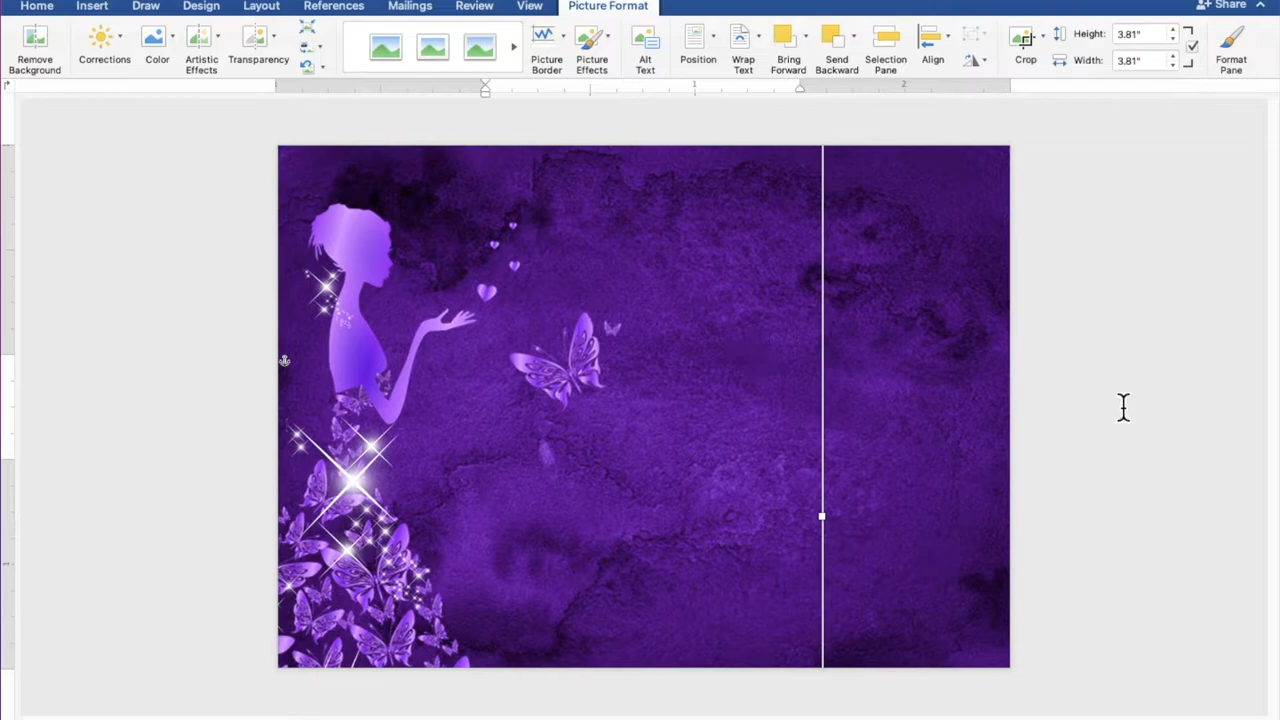 Home Insert Draw Design Layout References Mailings Review View Picture Format Share
Remove Background
Corrections
Color
Artistic Effects
Transparency
Picture Border
Picture Effects
Alt Text
Position
Wrap Text
Bring Forward
Send Backward
Selection Pane
Align
Crop
Height: 3.81"
Width: 3.81"
Format Pane
1 2